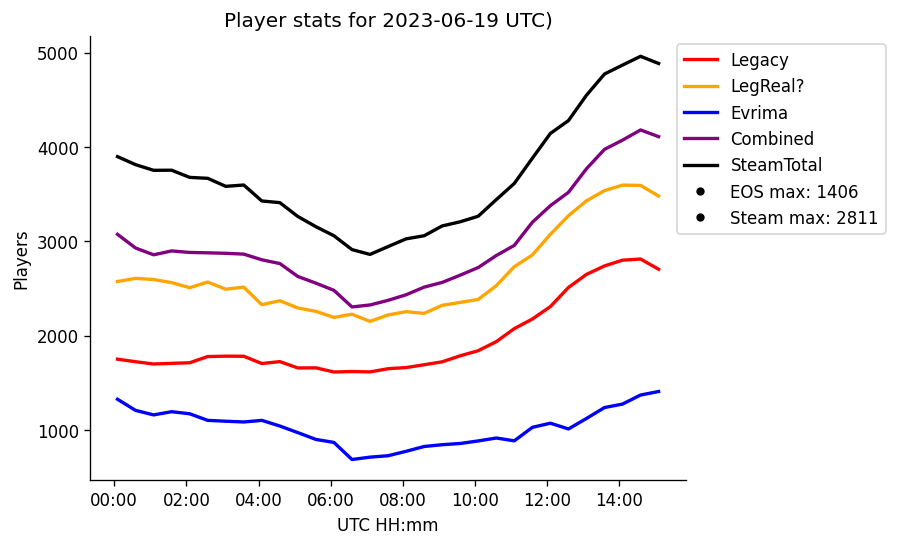 Player stats for 2023-06-19 UTC)
5000
4000
3000
2000
1000
Players
00:00 02:00 04:00 06:00 08:00 10:00 12:00 14:00
UTC HH:mm
Legacy
LegReal?
Evrima
Combined
SteamTotal
EOS max: 1406
Steam max: 2811